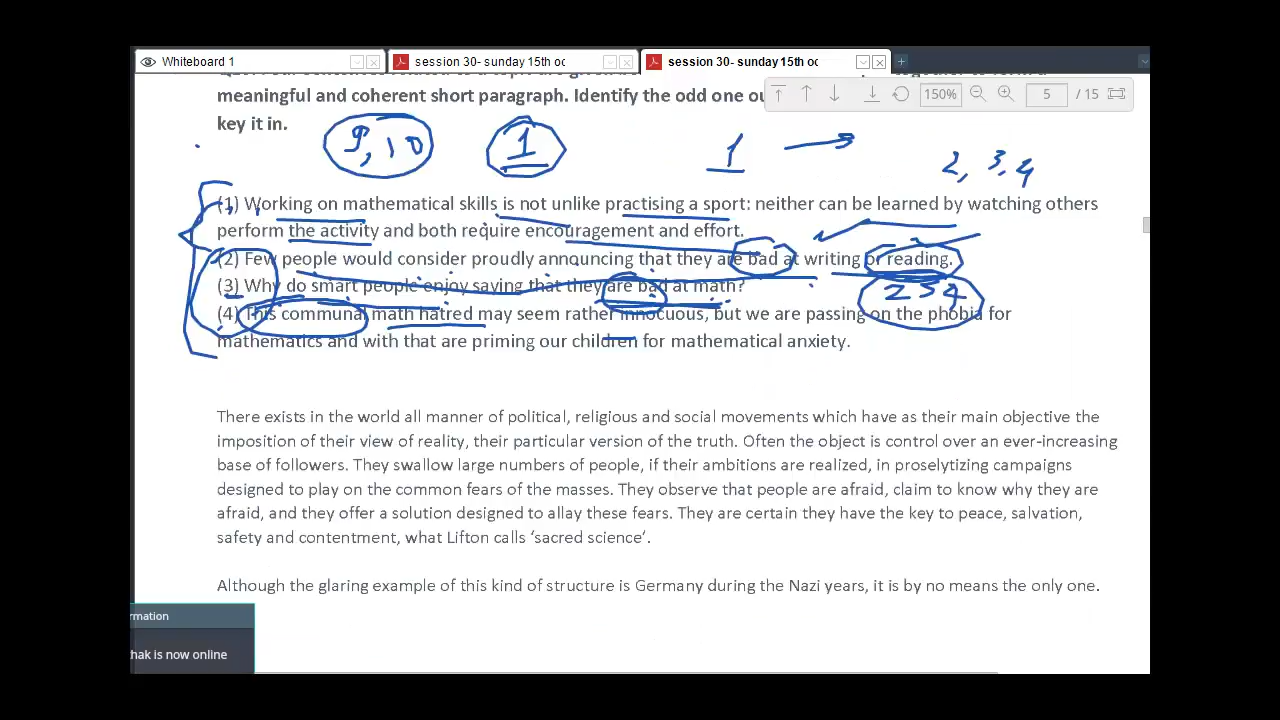 Whiteboard 1
session 30- sunday 15th oc
session 30- sunday 15th oc
meaningful and coherent short paragraph. Identify the odd one ou
150%
5 / 15
key it in.
9, 10
1
1
2, 3, 4
(1) Working on mathematical skills is not unlike practising a sport: neither can be learned by watching others
perform the activity and both require encouragement and effort.
(2) Few people would consider proudly announcing that they are bad at writing or reading.
(3) Why do smart people enjoy saying that they are bad at math?
2 3 4
(4) This communal math hatred may seem rather innocuous, but we are passing on the phobia for
mathematics and with that are priming our children for mathematical anxiety.
There exists in the world all manner of political, religious and social movements which have as their main objective the
imposition of their view of reality, their particular version of the truth. Often the object is control over an ever-increasing
base of followers. They swallow large numbers of people, if their ambitions are realized, in proselytizing campaigns
designed to play on the common fears of the masses. They observe that people are afraid, claim to know why they are
afraid, and they offer a solution designed to allay these fears. They are certain they have the key to peace, salvation,
safety and contentment, what Lifton calls ‘sacred science’.
Although the glaring example of this kind of structure is Germany during the Nazi years, it is by no means the only one.
rmation
hak is now online